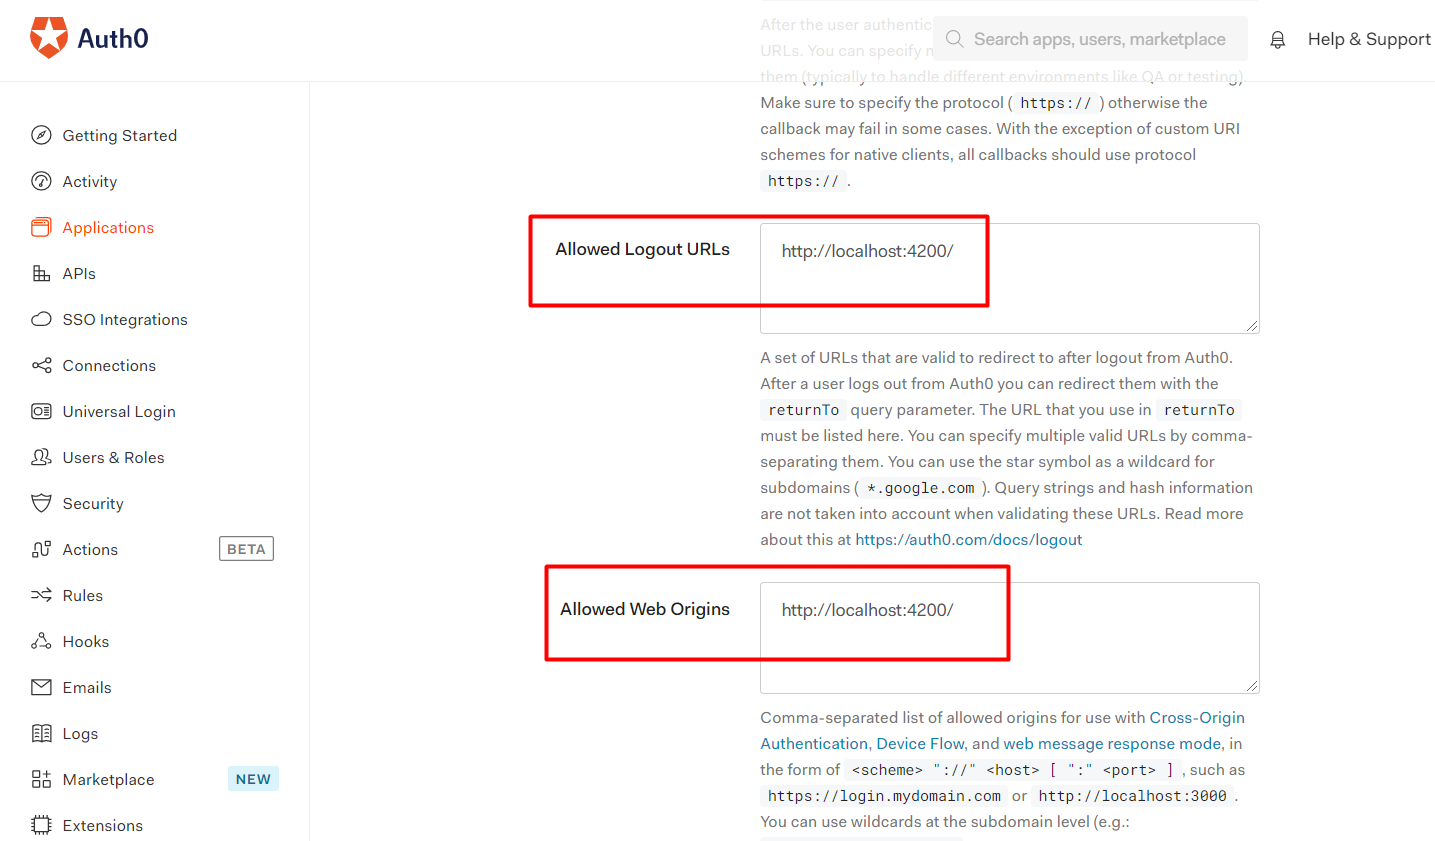 Auth0
Search apps, users, marketplace
Help & Support
Getting Started
Activity
Applications
APIs
SSO Integrations
Connections
Universal Login
Users & Roles
Security
Actions BETA
Rules
Hooks
Emails
Logs
Marketplace NEW
Extensions
After the user authentic
URLs. You can specify
them (typically to handle different environments like QA or testing).
Make sure to specify the protocol ( https:// ) otherwise the
callback may fail in some cases. With the exception of custom URI
schemes for native clients, all callbacks should use protocol
https:// .
Allowed Logout URLs
http://localhost:4200/
A set of URLs that are valid to redirect to after logout from Auth0.
After a user logs out from Auth0 you can redirect them with the
returnTo query parameter. The URL that you use in returnTo
must be listed here. You can specify multiple valid URLs by comma-
separating them. You can use the star symbol as a wildcard for
subdomains ( *.google.com ). Query strings and hash information
are not taken into account when validating these URLs. Read more
about this at https://auth0.com/docs/logout
Allowed Web Origins
http://localhost:4200/
Comma-separated list of allowed origins for use with Cross-Origin
Authentication, Device Flow, and web message response mode, in
the form of <scheme> "://" <host> [ ":" <port> ] , such as
https://login.mydomain.com or http://localhost:3000 .
You can use wildcards at the subdomain level (e.g.: